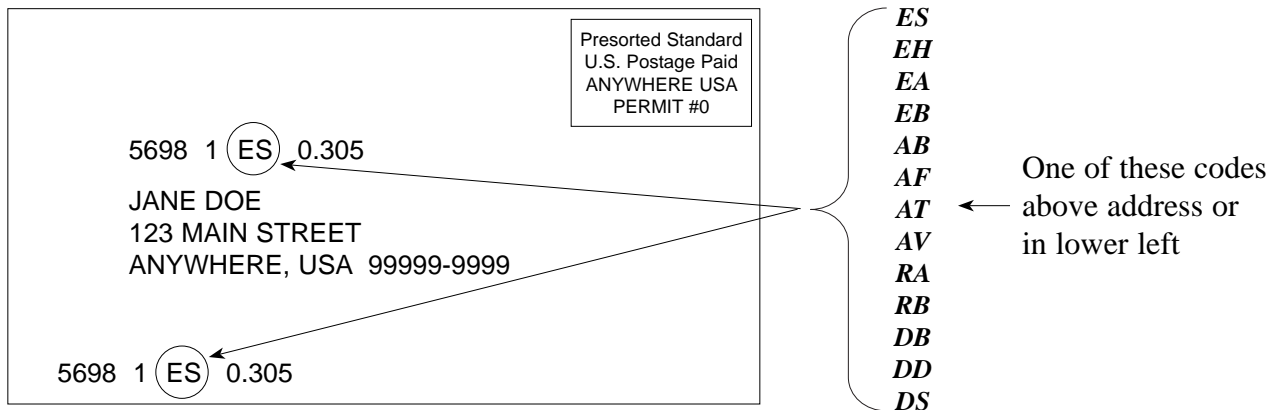 Presorted Standard
U.S. Postage Paid
ANYWHERE USA
PERMIT #0
5698 1 ES 0.305
JANE DOE
123 MAIN STREET
ANYWHERE, USA 99999-9999
5698 1 ES 0.305
ES
EH
EA
EB
AB
AF
AT
AV
RA
RB
DB
DD
DS
One of these codes
above address or
in lower left